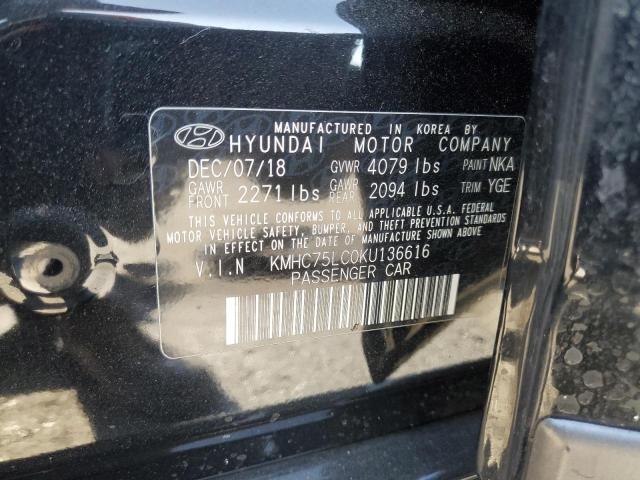 MANUFACTURED IN KOREA BY
HYUNDAI MOTOR COMPANY
DEC/07/18 GVWR 4079 lbs PAINT NKA
GAWR FRONT 2271 lbs GAWR REAR 2094 lbs TRIM YGE
THIS VEHICLE CONFORMS TO ALL APPLICABLE U.S.A. FEDERAL
MOTOR VEHICLE SAFETY, BUMPER, AND THEFT PREVENTION STANDARDS
IN EFFECT ON THE DATE OF MANUFACTURE SHOWN ABOVE.
V.I.N KMHC75LC0KU136616
PASSENGER CAR